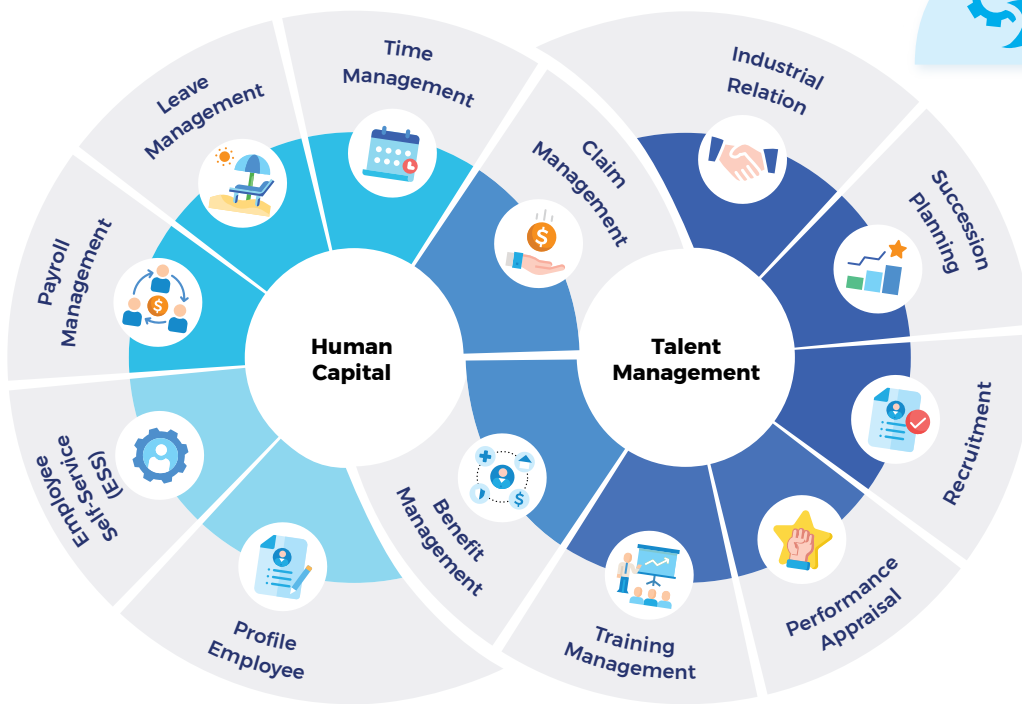 Time
Management
Leave
Management
Payroll
Management
Employee
Self-Service
(ESS)
Profile
Employee
Human
Capital
Claim
Management
Benefit
Management
Industrial
Relation
Succession
Planning
Recruitment
Performance
Appraisal
Training
Management
Talent
Management